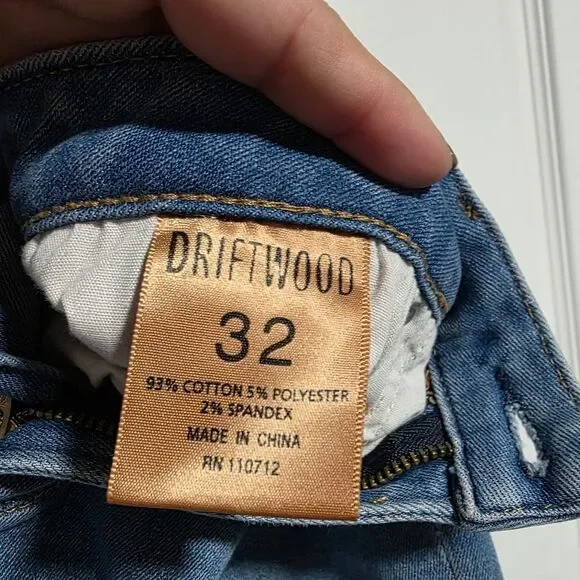 DRIFTWOOD
32
93% COTTON 5% POLYESTER
2% SPANDEX
MADE IN CHINA
RN 110712